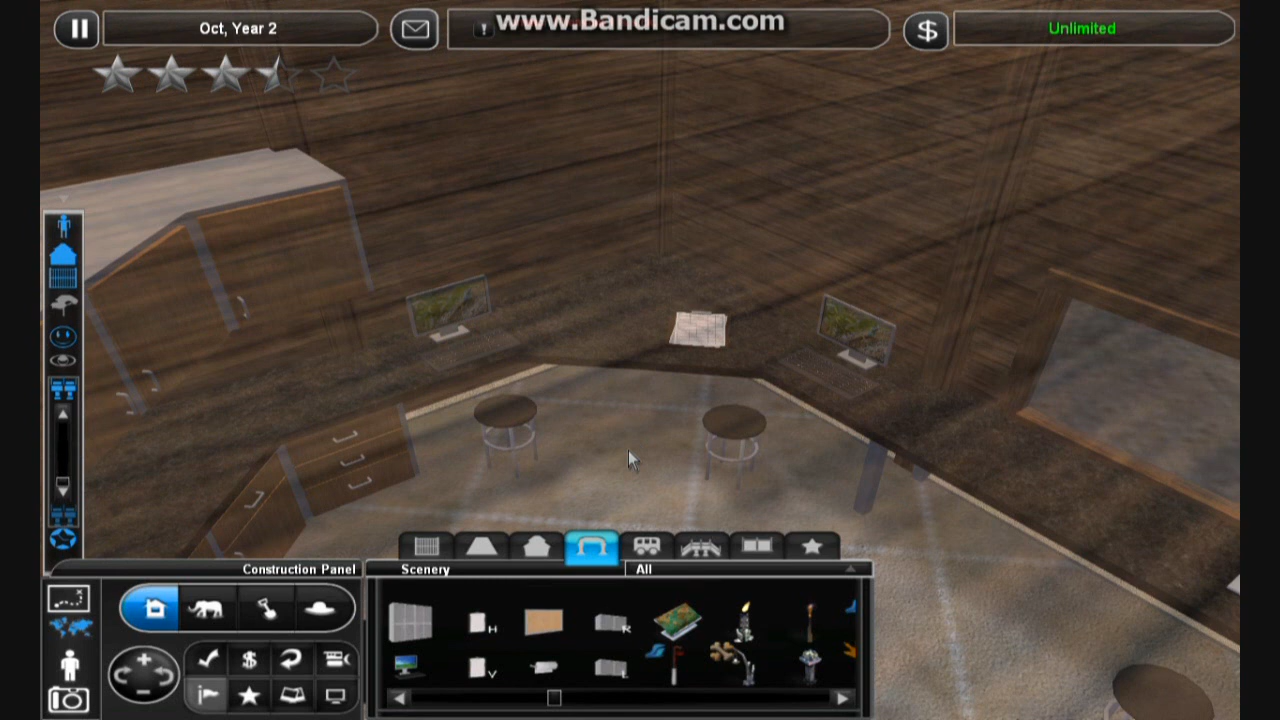 www.Bandicam.com
Oct, Year 2
Unlimited
Construction Panel
Scenery
All
H
R
V
L